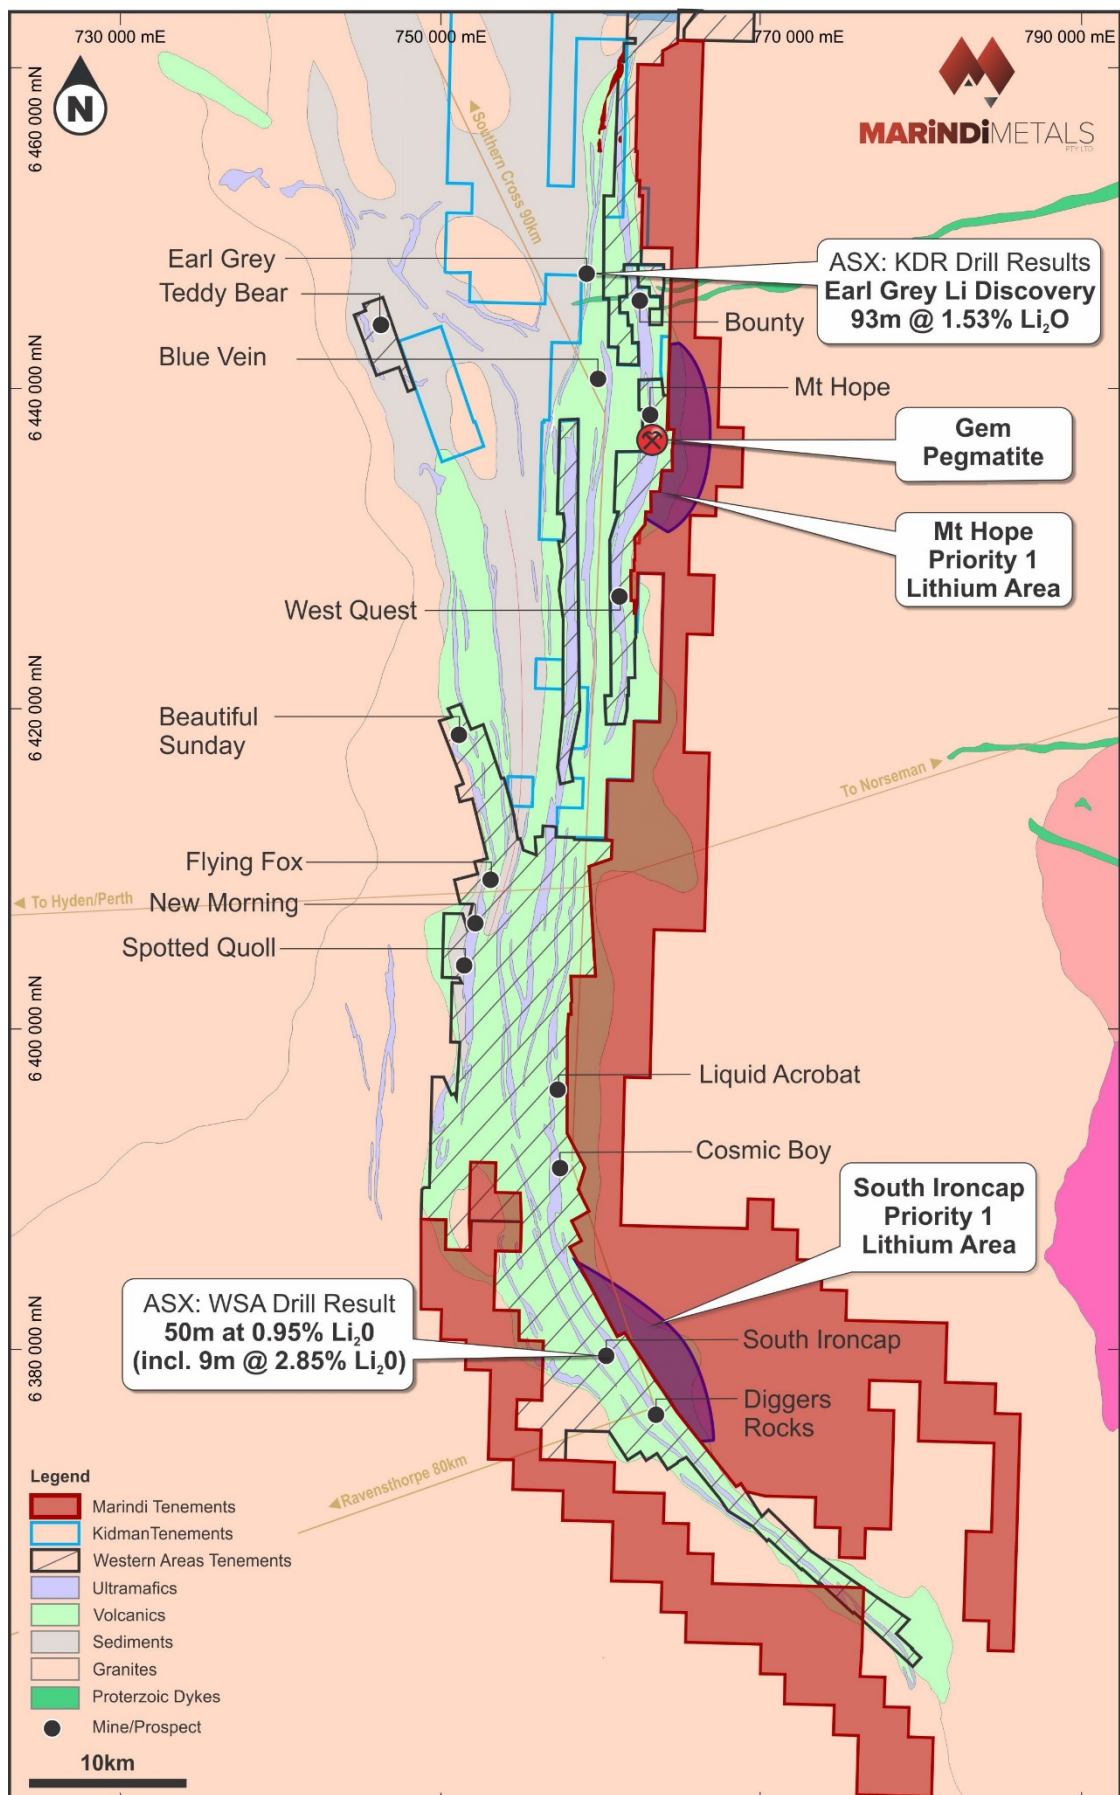 730 000 mE
750 000 mE
70 000 mE
790 000 mE
N
MARiNDiMETALS
PTY LTD
6 460 000 mN
Southern Cross 90km
Earl Grey
Teddy Bear
ASX: KDR Drill Results
Earl Grey Li Discovery
93m @ 1.53% Li₂O
Bounty
Blue Vein
Mt Hope
6 440 000 mN
Gem
Pegmatite
Mt Hope
Priority 1
Lithium Area
West Quest
6 420 000 mN
Beautiful
Sunday
To Norseman
Flying Fox
To Hyden/Perth
New Morning
Spotted Quoll
6 400 000 mN
Liquid Acrobat
Cosmic Boy
South Ironcap
Priority 1
Lithium Area
6 380 000 mN
ASX: WSA Drill Result
50m at 0.95% Li₂0
(incl. 9m @ 2.85% Li₂0)
South Ironcap
Diggers
Rocks
Ravensthorpe 80km
Legend
Marindi Tenements
KidmanTenements
Western Areas Tenements
Ultramafics
Volcanics
Sediments
Granites
Proterzoic Dykes
Mine/Prospect
10km